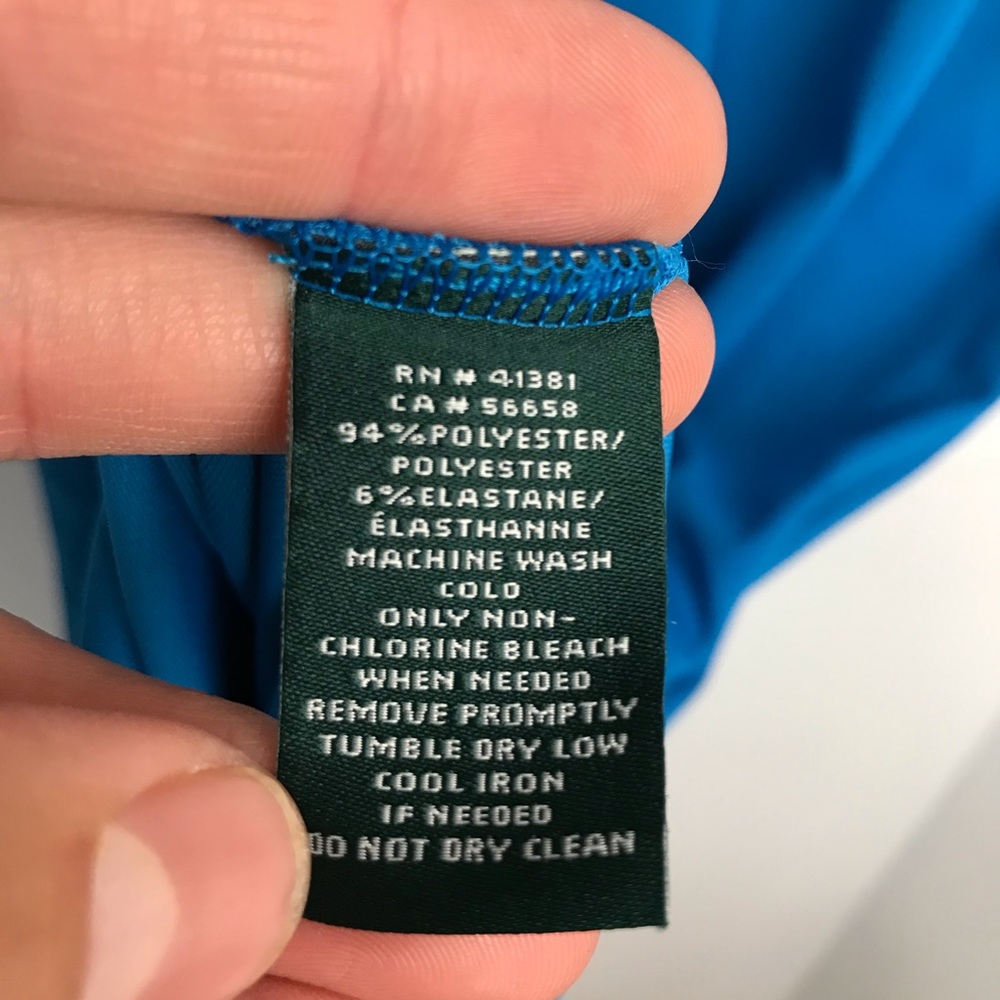 RN # 41381
CA # 56658
94%POLYESTER/
POLYESTER
6%ELASTANE/
ÉLASTHANNE
MACHINE WASH
COLD
ONLY NON-
CHLORINE BLEACH
WHEN NEEDED
REMOVE PROMPTLY
TUMBLE DRY LOW
COOL IRON
IF NEEDED
DO NOT DRY CLEAN